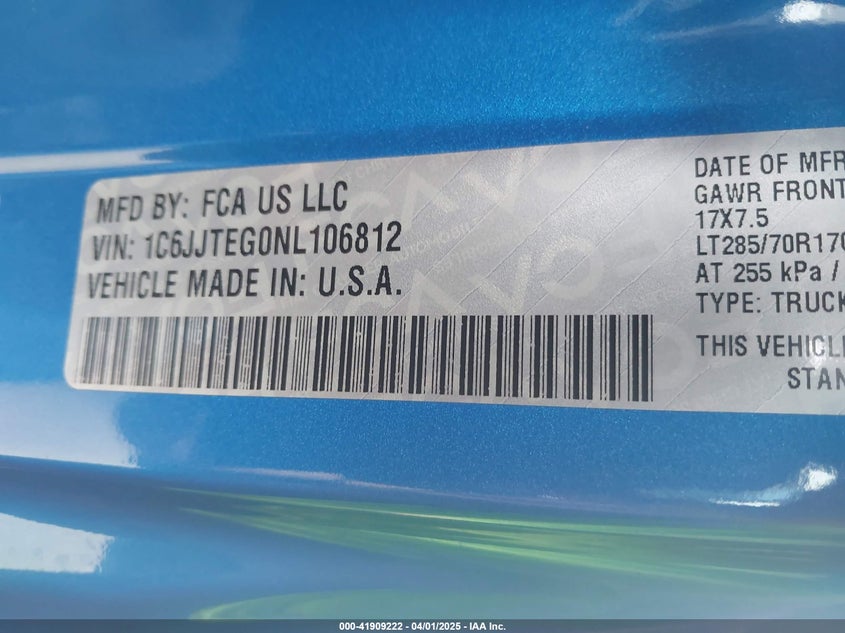 MFD BY: FCA US LLC
VIN: 1C6JJTEG0NL106812
VEHICLE MADE IN: U.S.A.
DATE OF MFR
GAWR FRONT
17X7.5
LT285/70R17
AT 255 kPa /
TYPE: TRUCK
THIS VEHICLE
STAN
000-41909222 - 04/01/2025 - IAA Inc.